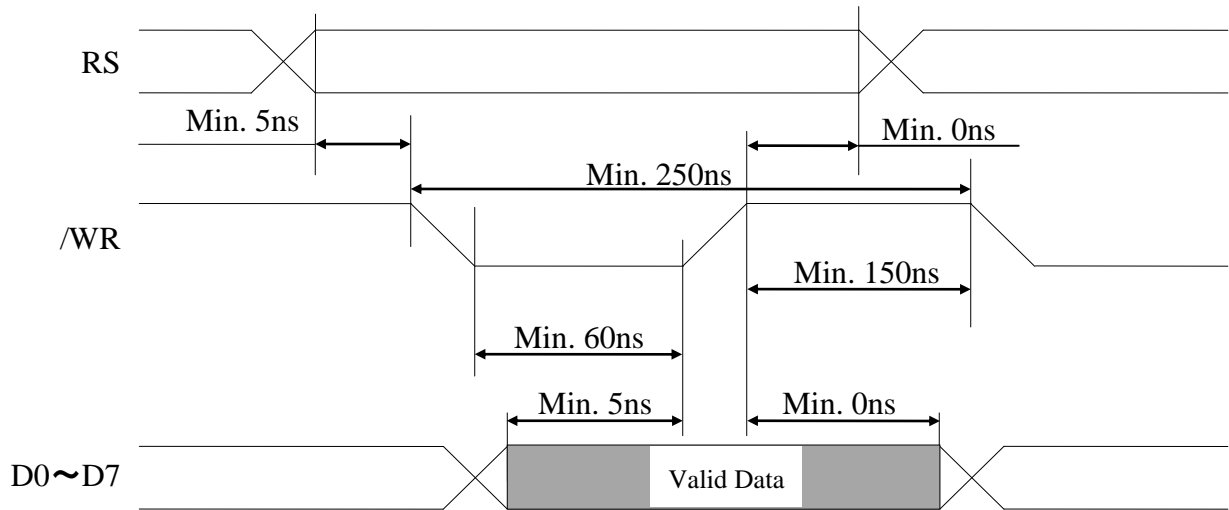 RS
Min. 5ns
Min. 0ns
Min. 250ns
/WR
Min. 150ns
Min. 60ns
Min. 5ns
Min. 0ns
D0〜D7
Valid Data